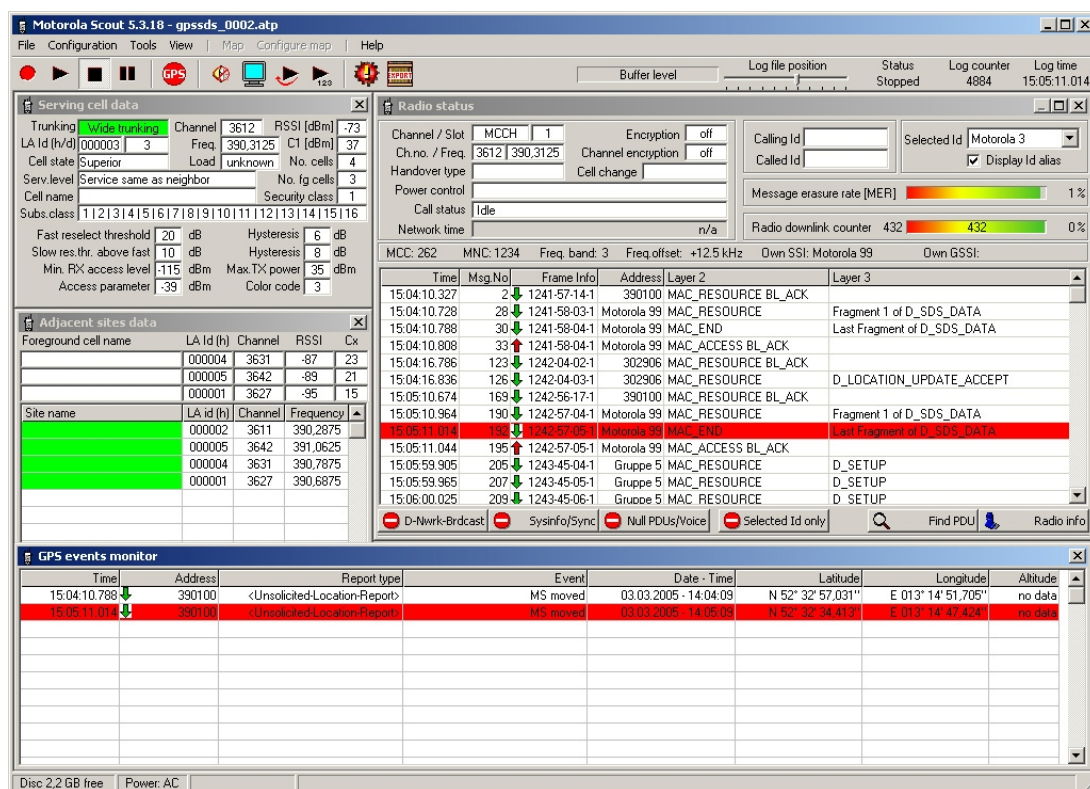 Motorola Scout 5.3.18 - gpssds_0002.atp
File Configuration Tools View | Map Configure map | Help
GPS 123 EXPORT Buffer level Log file position Status Stopped Log counter 4884 Log time 15:05:11.014
Serving cell data
Trunking Wide trunking Channel 3612 RSSI [dBm] -73
LA Id (h/d) 000003 3 Freq. 390,3125 C1 [dBm] 37
Cell state Superior Load unknown No. cells 4
Serv.level Service same as neighbor No. fg cells 3
Cell name Security class 1
Subs.class 1|2|3|4|5|6|7|8|9|10|11|12|13|14|15|16
Fast reselect threshold 20 dB Hysteresis 6 dB
Slow res.thr. above fast 10 dB Hysteresis 8 dB
Min. RX access level -115 dBm Max.TX power 35 dBm
Access parameter -39 dBm Color code 3
Adjacent sites data
Foreground cell name LA Id (h) Channel RSSI Cx
000004 3631 -87 23
000005 3642 -89 21
000001 3627 -95 15
Site name LA id (h) Channel Frequency
000002 3611 390,2875
000005 3642 391,0625
000004 3631 390,7875
000001 3627 390,6875
Radio status
Channel / Slot MCCH 1 Encryption off
Ch.no. / Freq. 3612 390,3125 Channel encryption off
Handover type Cell change
Power control
Call status Idle
Network time n/a
Calling Id
Called Id
Selected Id Motorola 3
Display Id alias
Message erasure rate [MER] 1 %
Radio downlink counter 432 432 0 %
MCC: 262 MNC: 1234 Freq. band: 3 Freq.offset: +12.5 kHz Own SSI: Motorola 99 Own GSSI:
Time Msg.No Frame Info Address Layer 2 Layer 3
15:04:10.327 2 1241-57-14-1 390100 MAC_RESOURCE BL_ACK
15:04:10.728 28 1241-58-03-1 Motorola 99 MAC_RESOURCE Fragment 1 of D_SDS_DATA
15:04:10.788 30 1241-58-04-1 Motorola 99 MAC_END Last Fragment of D_SDS_DATA
15:04:10.808 33 1241-58-04-1 Motorola 99 MAC_ACCESS BL_ACK
15:04:16.786 123 1242-04-02-1 302906 MAC_RESOURCE BL_ACK
15:04:16.836 126 1242-04-03-1 302906 MAC_RESOURCE D_LOCATION_UPDATE_ACCEPT
15:05:10.674 169 1242-56-17-1 390100 MAC_RESOURCE BL_ACK
15:05:10.964 190 1242-57-04-1 Motorola 99 MAC_RESOURCE Fragment 1 of D_SDS_DATA
15:05:11.014 192 1242-57-05-1 Motorola 99 MAC_END Last Fragment of D_SDS_DATA
15:05:11.044 195 1242-57-05-1 Motorola 99 MAC_ACCESS BL_ACK
15:05:59.905 205 1243-45-04-1 Gruppe 5 MAC_RESOURCE D_SETUP
15:05:59.965 207 1243-45-05-1 Gruppe 5 MAC_RESOURCE D_SETUP
15:06:00.025 209 1243-45-06-1 Gruppe 5 MAC_RESOURCE D_SETUP
D-Nwrk-Brdcast Sysinfo/Sync Null PDUs/Voice Selected Id only Find PDU Radio info
GPS events monitor
Time Address Report type Event Date - Time Latitude Longitude Altitude
15:04:10.788 390100 <Unsolicited-Location-Report> MS moved 03.03.2005 - 14:04:09 N 52° 32' 57,031'' E 013° 14' 51,705'' no data
15:05:11.014 390100 <Unsolicited-Location-Report> MS moved 03.03.2005 - 14:05:09 N 52° 32' 34,413'' E 013° 14' 47,424'' no data
Disc 2,2 GB free Power: AC